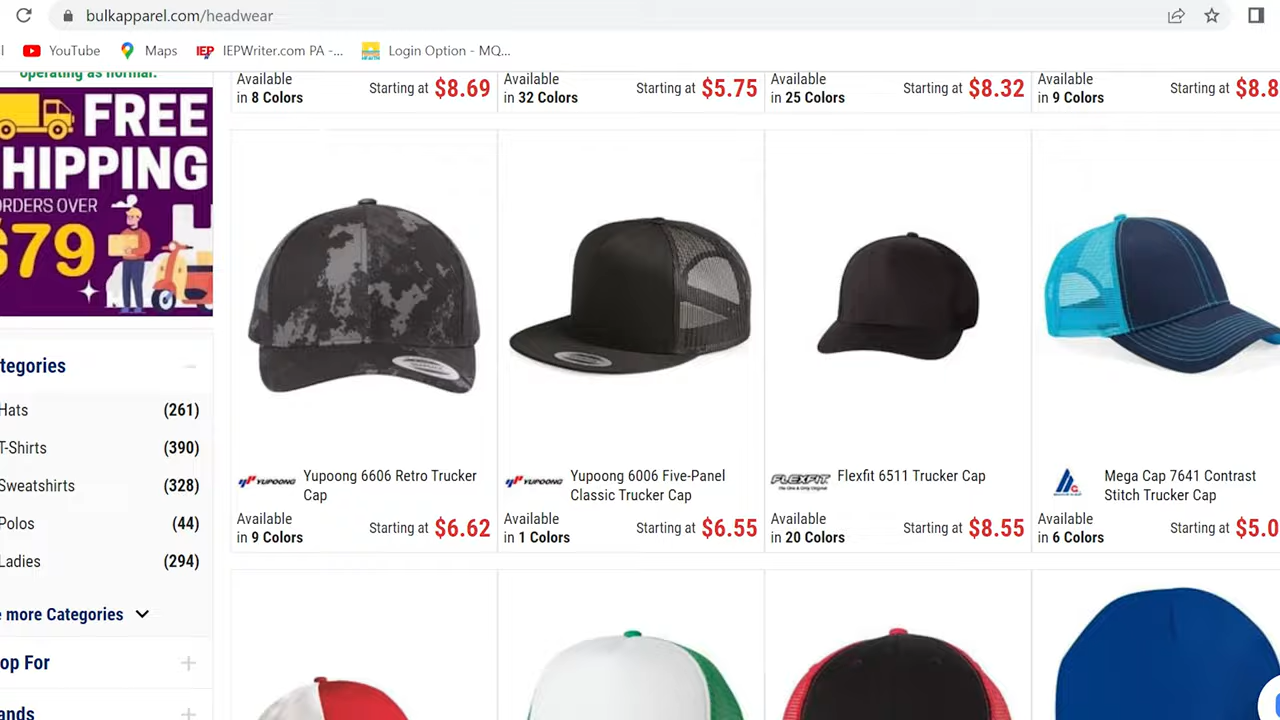 bulkapparel.com/headwear
YouTube
Maps
IEP IEPWriter.com PA -...
Login Option - MQ...
operating as normal.
FREE
HIPPING
ORDERS OVER
$79
Available
in 8 Colors
Starting at $8.69
Available
in 32 Colors
Starting at $5.75
Available
in 25 Colors
Starting at $8.32
Available
in 9 Colors
Starting at $8.8
tegories
Hats (261)
T-Shirts (390)
Sweatshirts (328)
Polos (44)
Ladies (294)
e more Categories
op For
ands
YUPOONG
Yupoong 6606 Retro Trucker
Cap
Available
in 9 Colors
Starting at $6.62
YUPOONG
Yupoong 6006 Five-Panel
Classic Trucker Cap
Available
in 1 Colors
Starting at $6.55
FLEXFIT
Flexfit 6511 Trucker Cap
Available
in 20 Colors
Starting at $8.55
Mega Cap 7641 Contrast
Stitch Trucker Cap
Available
in 6 Colors
Starting at $5.0